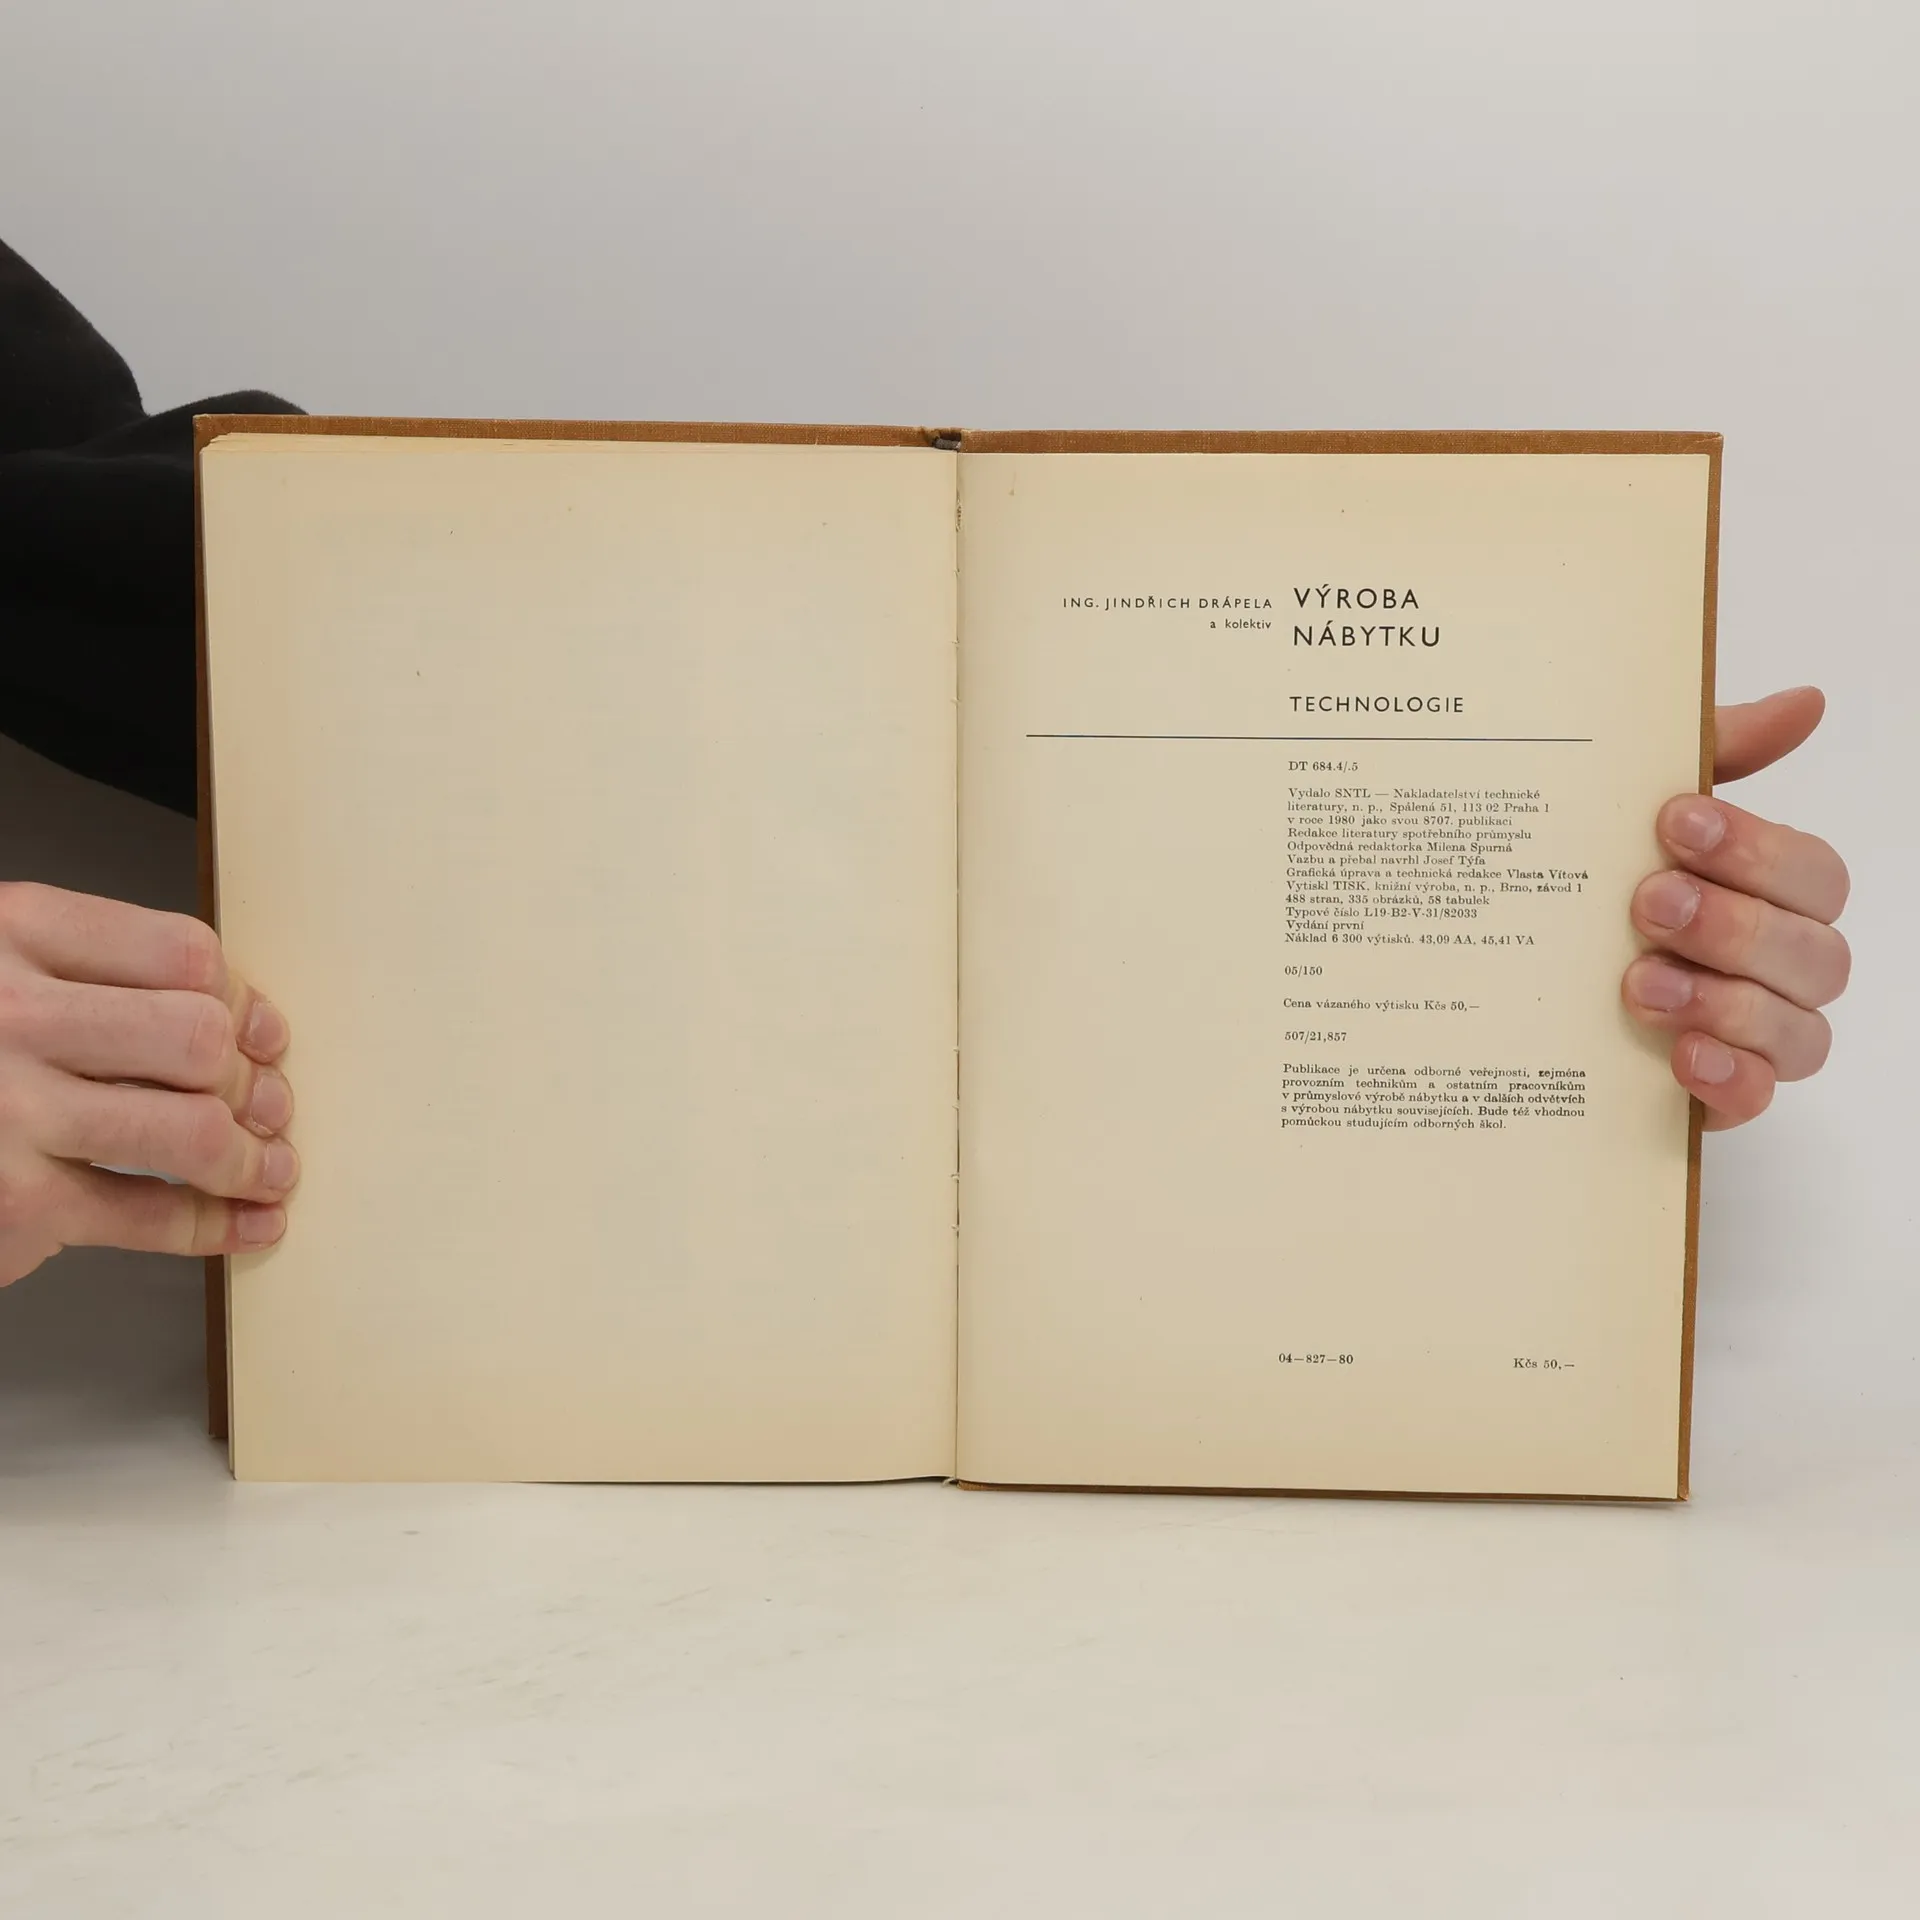 ING. JINDŘICH DRÁPELA
a kolektiv
VÝROBA
NÁBYTKU
TECHNOLOGIE
DT 684.4/.5
Vydalo SNTL — Nakladatelství technické
literatury, n. p., Spálená 51, 113 02 Praha 1
v roce 1980 jako svou 8707. publikaci
Redakce literatury spotřebního průmyslu
Odpovědná redaktorka Milena Spurná
Vazbu a přebal navrhl Josef Týfa
Grafická úprava a technická redakce Vlasta Vítová
Vytiskl TISK, knižní výroba, n. p., Brno, závod 1
488 stran, 335 obrázků, 58 tabulek
Typové číslo L19-B2-V-31/82033
Vydání první
Náklad 6 300 výtisků. 43,09 AA, 45,41 VA
05/150
Cena vázaného výtisku Kčs 50,—
507/21,857
Publikace je určena odborné veřejnosti, zejména
provozním technikům a ostatním pracovníkům
v průmyslové výrobě nábytku a v dalších odvětvích
s výrobou nábytku souvisejících. Bude též vhodnou
pomůckou studujícím odborných škol.
04—827—80 Kčs 50,—